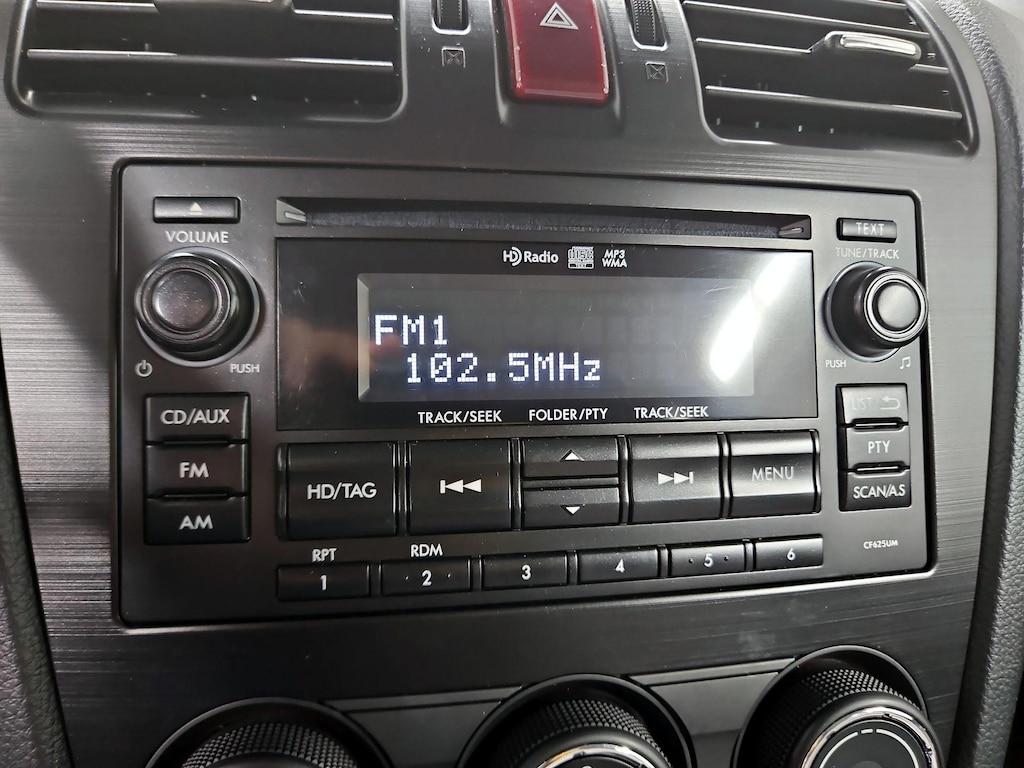 VOLUME
TEXT
TUNE/TRACK
HD Radio
MP3
WMA
FM1
102.5MHz
PUSH
PUSH
TRACK/SEEK
FOLDER/PTY
TRACK/SEEK
CD/AUX
FM
AM
HD/TAG
MENU
LIST
PTY
SCAN/A.S
CF625UM
RPT
RDM
1
2
3
4
5
6